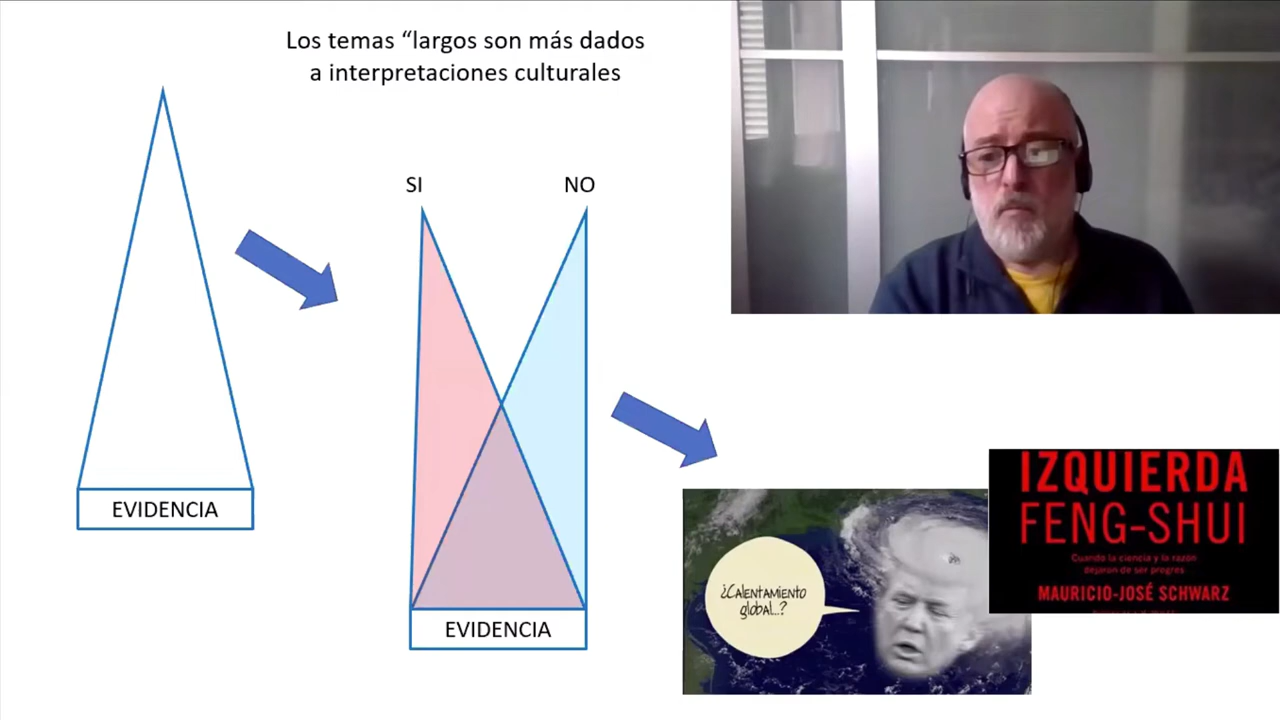 Los temas “largos son más dados
a interpretaciones culturales
SI
NO
EVIDENCIA
EVIDENCIA
¿Calentamiento
global...?
IZQUIERDA
FENG-SHUI
Cuando la ciencia y la razón
dejaron de ser progres
MAURICIO-JOSÉ SCHWARZ